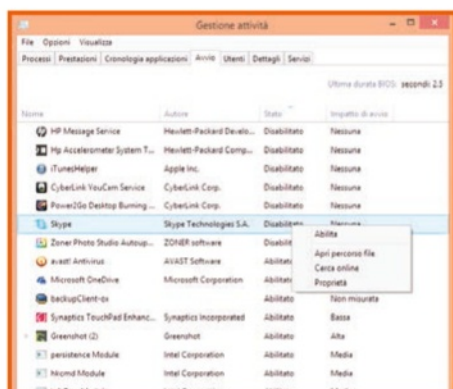 Gestione attività
File Opzioni Visualizza
Processi Prestazioni Cronologia applicazioni Avvio Utenti Dettagli Servizi
Ultima durata BIOS: secondi: 2.5
Nome Autore Stato Impatto di avvio
HP Message Service Hewlett-Packard Develo... Disabilitato Nessuna
Hp Accelerometer System T... Hewlett-Packard Comp... Disabilitato Nessuna
iTunesHelper Apple Inc. Disabilitato Nessuna
CyberLink YouCam Service CyberLink Corp. Disabilitato Nessuna
Power2Go Desktop Burning ... CyberLink Corp. Disabilitato Nessuna
Skype Skype Technologies S.A. Disabilitato Nessuna
Zoner Photo Studio Autoup... ZONER software
avast! Antivirus AVAST Software
Microsoft OneDrive Microsoft Corporation
backupClient-ox Abilitato Non misurata
Synaptics TouchPad Enhanc... Synaptics Incorporated Abilitato Bassa
Greenshot (2) Greenshot Abilitato Alta
persistence Module Intel Corporation Abilitato Media
hkcmd Module Intel Corporation Abilitato Media
Abilita
Apri percorso file
Cerca online
Proprietà